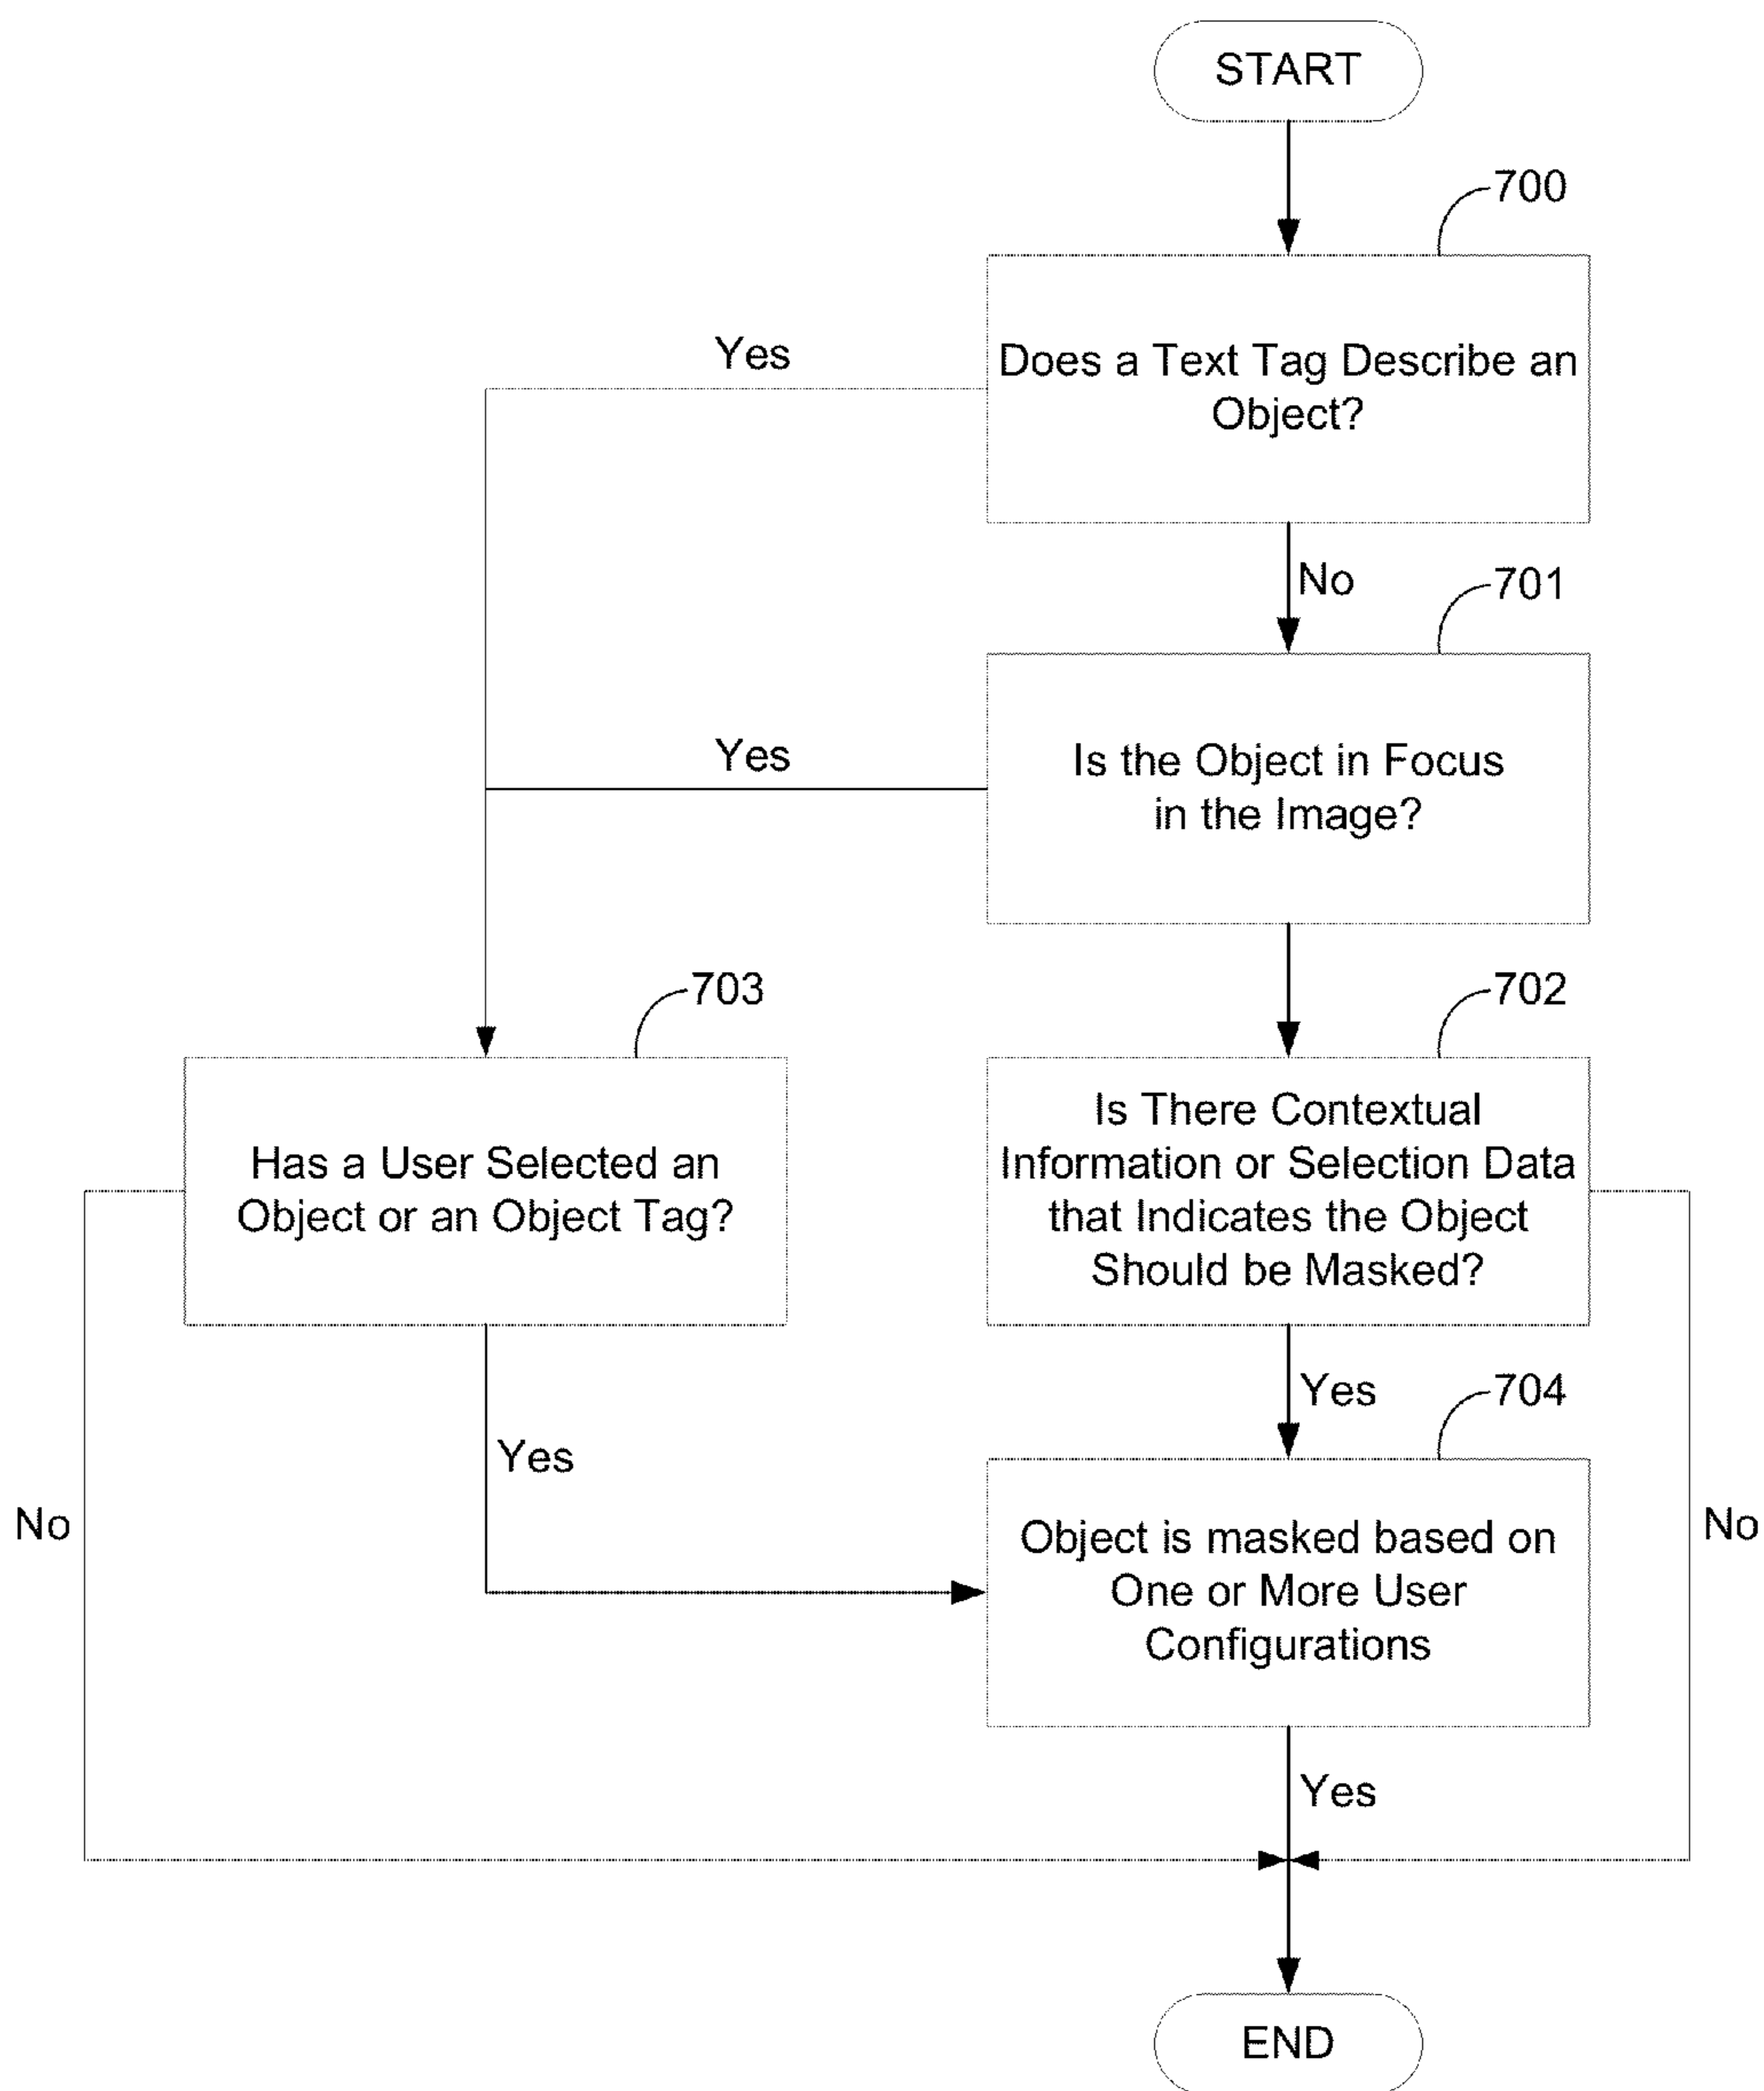 START
700
Does a Text Tag Describe an
Object?
Yes
No
701
Is the Object in Focus
in the Image?
Yes
703
Has a User Selected an
Object or an Object Tag?
702
Is There Contextual
Information or Selection Data
that Indicates the Object
Should be Masked?
Yes
Yes
704
No
Object is masked based on
One or More User
Configurations
No
Yes
END